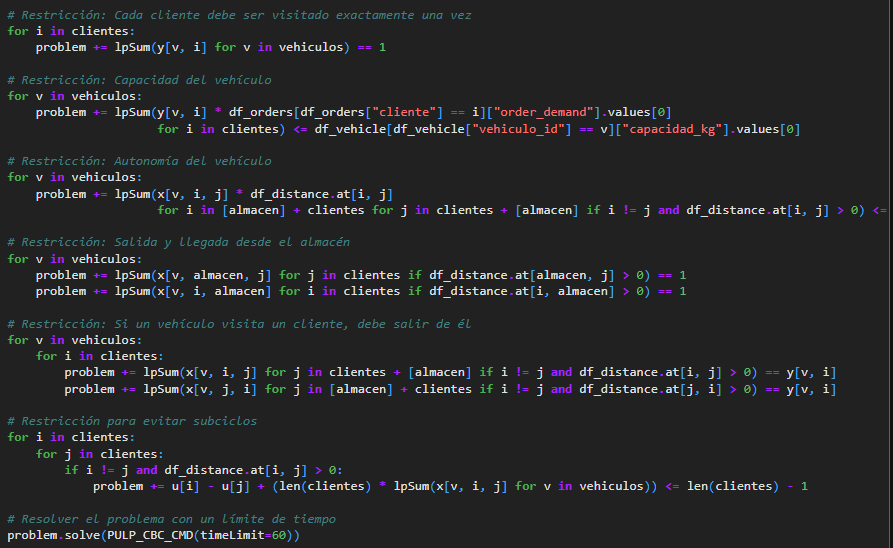 # Restricción: Cada cliente debe ser visitado exactamente una vez
for i in clientes:
    problem += lpSum(y[v, i] for v in vehiculos) == 1

# Restricción: Capacidad del vehículo
for v in vehiculos:
    problem += lpSum(y[v, i] * df_orders[df_orders["cliente"] == i]["order_demand"].values[0]
                     for i in clientes) <= df_vehicle[df_vehicle["vehiculo_id"] == v]["capacidad_kg"].values[0]

# Restricción: Autonomía del vehículo
for v in vehiculos:
    problem += lpSum(x[v, i, j] * df_distance.at[i, j]
                     for i in [almacen] + clientes for j in clientes + [almacen] if i != j and df_distance.at[i, j] > 0) <=

# Restricción: Salida y llegada desde el almacén
for v in vehiculos:
    problem += lpSum(x[v, almacen, j] for j in clientes if df_distance.at[almacen, j] > 0) == 1
    problem += lpSum(x[v, i, almacen] for i in clientes if df_distance.at[i, almacen] > 0) == 1

# Restricción: Si un vehículo visita un cliente, debe salir de él
for v in vehiculos:
    for i in clientes:
        problem += lpSum(x[v, i, j] for j in clientes + [almacen] if i != j and df_distance.at[i, j] > 0) == y[v, i]
        problem += lpSum(x[v, j, i] for j in [almacen] + clientes if i != j and df_distance.at[j, i] > 0) == y[v, i]

# Restricción para evitar subciclos
for i in clientes:
    for j in clientes:
        if i != j and df_distance.at[i, j] > 0:
            problem += u[i] - u[j] + (len(clientes) * lpSum(x[v, i, j] for v in vehiculos)) <= len(clientes) - 1

# Resolver el problema con un límite de tiempo
problem.solve(PULP_CBC_CMD(timeLimit=60))